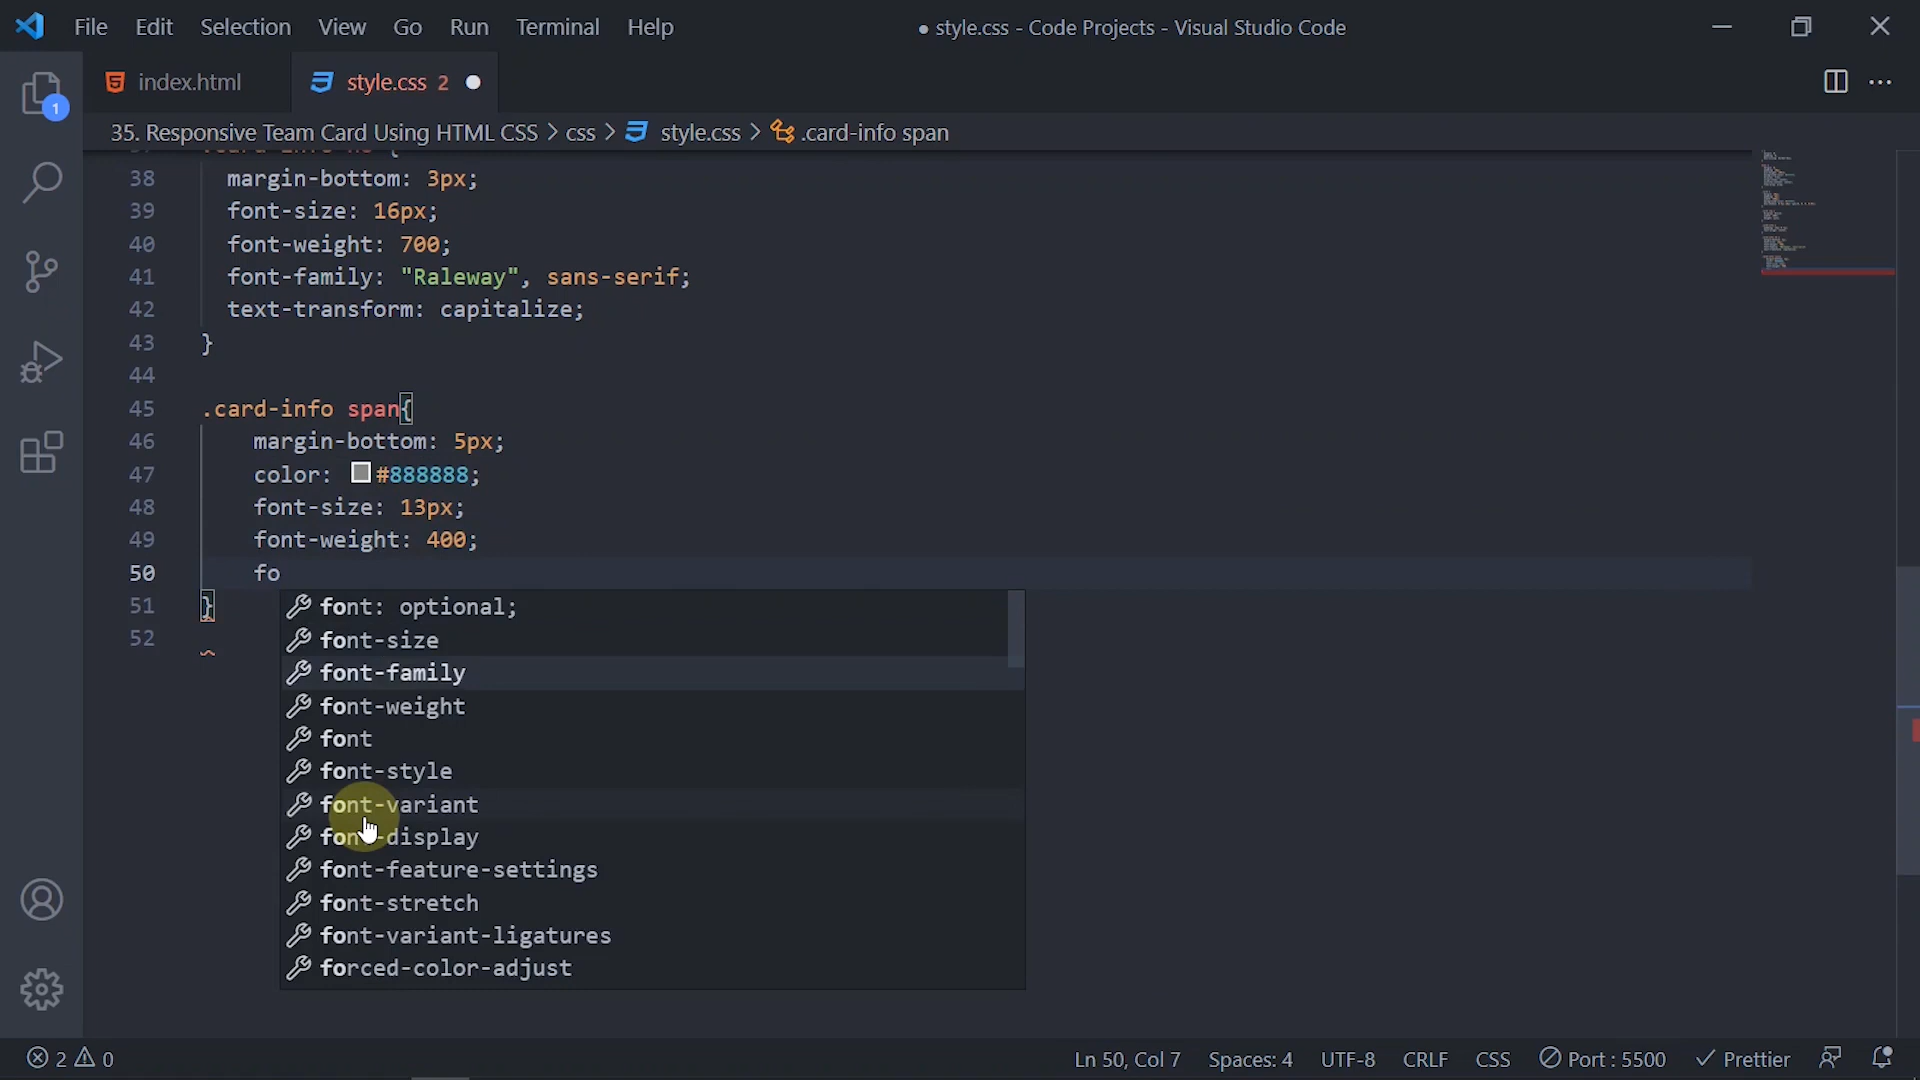 File Edit Selection View Go Run Terminal Help ● style.css - Code Projects - Visual Studio Code
index.html style.css 2
1
35. Responsive Team Card Using HTML CSS > css > style.css > .card-info span
38 margin-bottom: 3px;
39 font-size: 16px;
40 font-weight: 700;
41 font-family: "Raleway", sans-serif;
42 text-transform: capitalize;
43 }
44
45 .card-info span{
46 margin-bottom: 5px;
47 color: #888888;
48 font-size: 13px;
49 font-weight: 400;
50 fo
51 }
52
font: optional;
font-size
font-family
font-weight
font
font-style
font-variant
font-display
font-feature-settings
font-stretch
font-variant-ligatures
forced-color-adjust
2 0 Ln 50, Col 7 Spaces: 4 UTF-8 CRLF CSS Port : 5500 Prettier